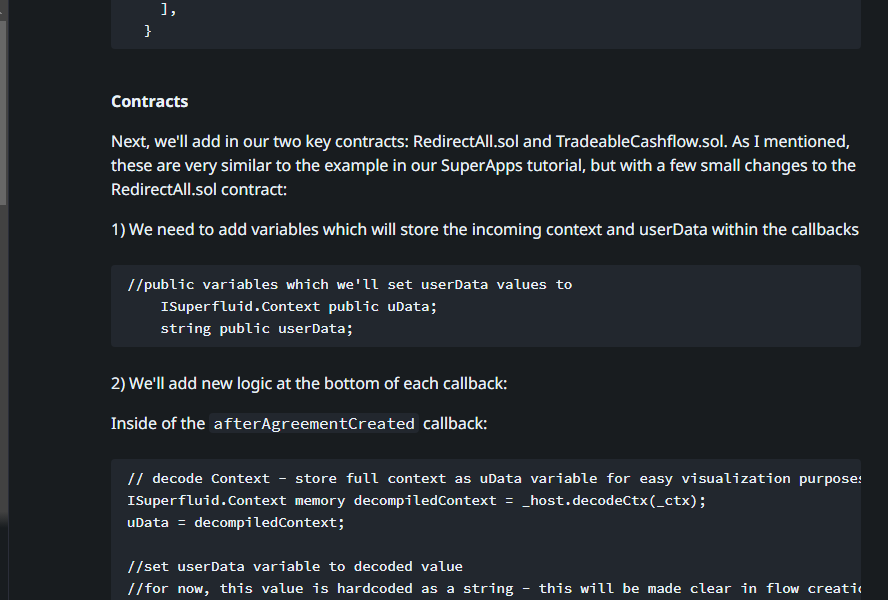 ],
}
Contracts
Next, we'll add in our two key contracts: RedirectAll.sol and TradeableCashflow.sol. As I mentioned,
these are very similar to the example in our SuperApps tutorial, but with a few small changes to the
RedirectAll.sol contract:
1) We need to add variables which will store the incoming context and userData within the callbacks
//public variables which we'll set userData values to
ISuperfluid.Context public uData;
string public userData;
2) We'll add new logic at the bottom of each callback:
Inside of the afterAgreementCreated callback:
// decode Context - store full context as uData variable for easy visualization purposes
ISuperfluid.Context memory decompiledContext = _host.decodeCtx(_ctx);
uData = decompiledContext;
//set userData variable to decoded value
//for now, this value is hardcoded as a string - this will be made clear in flow creatio